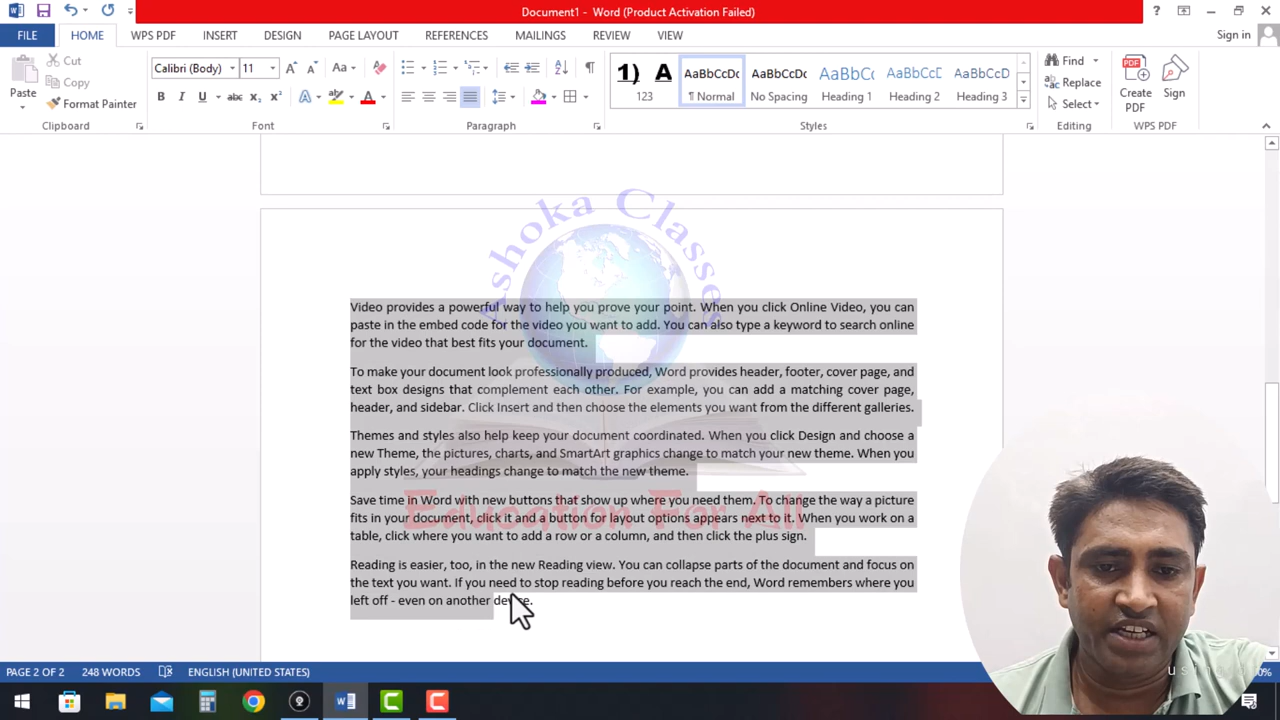 Document1 - Word (Product Activation Failed)
Sign in
FILE HOME WPS PDF INSERT DESIGN PAGE LAYOUT REFERENCES MAILINGS REVIEW VIEW
Cut
Copy
Format Painter
Paste
Clipboard
Calibri (Body) 11
Font
Paragraph
1) A AaBbCcDc AaBbCcDc AaBbC AaBbCcD AaBbCcD
123 ¶ Normal No Spacing Heading 1 Heading 2 Heading 3
Styles
Find
Replace
Select
Editing
Create PDF
Sign
WPS PDF
Ashoka Classes
Video provides a powerful way to help you prove your point. When you click Online Video, you can
paste in the embed code for the video you want to add. You can also type a keyword to search online
for the video that best fits your document.
To make your document look professionally produced, Word provides header, footer, cover page, and
text box designs that complement each other. For example, you can add a matching cover page,
header, and sidebar. Click Insert and then choose the elements you want from the different galleries.
Themes and styles also help keep your document coordinated. When you click Design and choose a
new Theme, the pictures, charts, and SmartArt graphics change to match your new theme. When you
apply styles, your headings change to match the new theme.
Save time in Word with new buttons that show up where you need them. To change the way a picture
fits in your document, click it and a button for layout options appears next to it. When you work on a
table, click where you want to add a row or a column, and then click the plus sign.
Education For All
Reading is easier, too, in the new Reading view. You can collapse parts of the document and focus on
the text you want. If you need to stop reading before you reach the end, Word remembers where you
left off - even on another device.
PAGE 2 OF 2 248 WORDS ENGLISH (UNITED STATES)